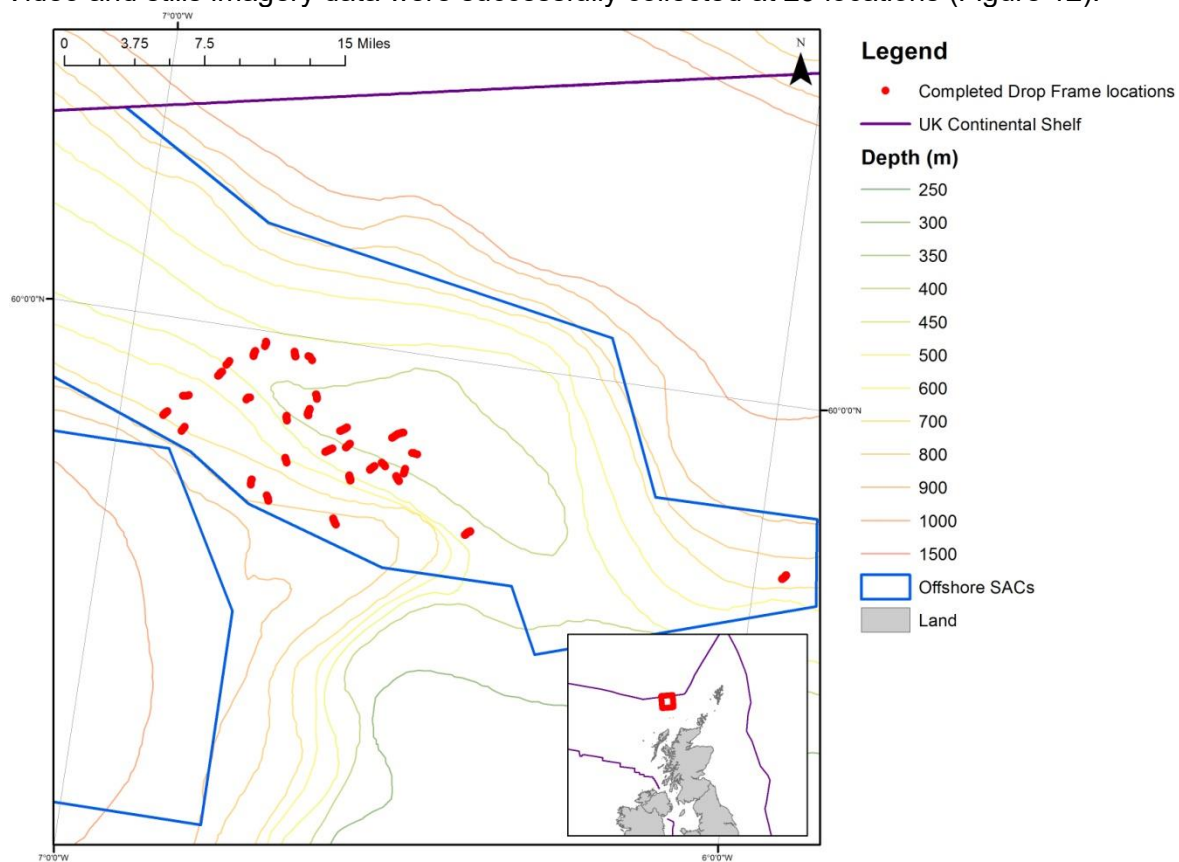 video and stills imagery data were successfully collected at locations (Figure 12).
7°0'0"W
0 3.75 7.5 15 Miles
N
60°0'0"N
60°0'0"N
7°0'0"W
6°0'0"W
Legend
Completed Drop Frame locations
UK Continental Shelf
Depth (m)
250
300
350
400
450
500
600
700
800
900
1000
1500
Offshore SACs
Land